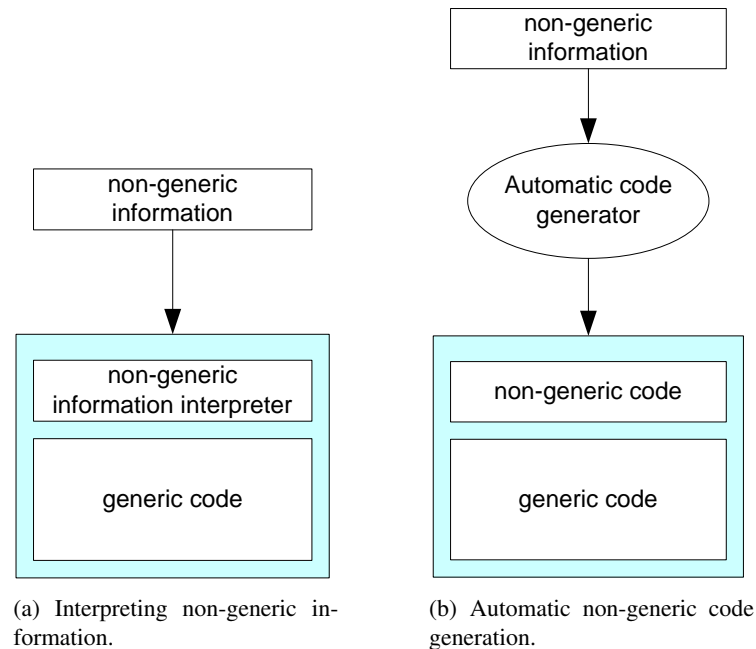 non-generic
information
non-generic
information interpreter
generic code
(a) Interpreting non-generic in-
formation.
non-generic
information
Automatic code
generator
non-generic code
generic code
(b) Automatic non-generic code
generation.